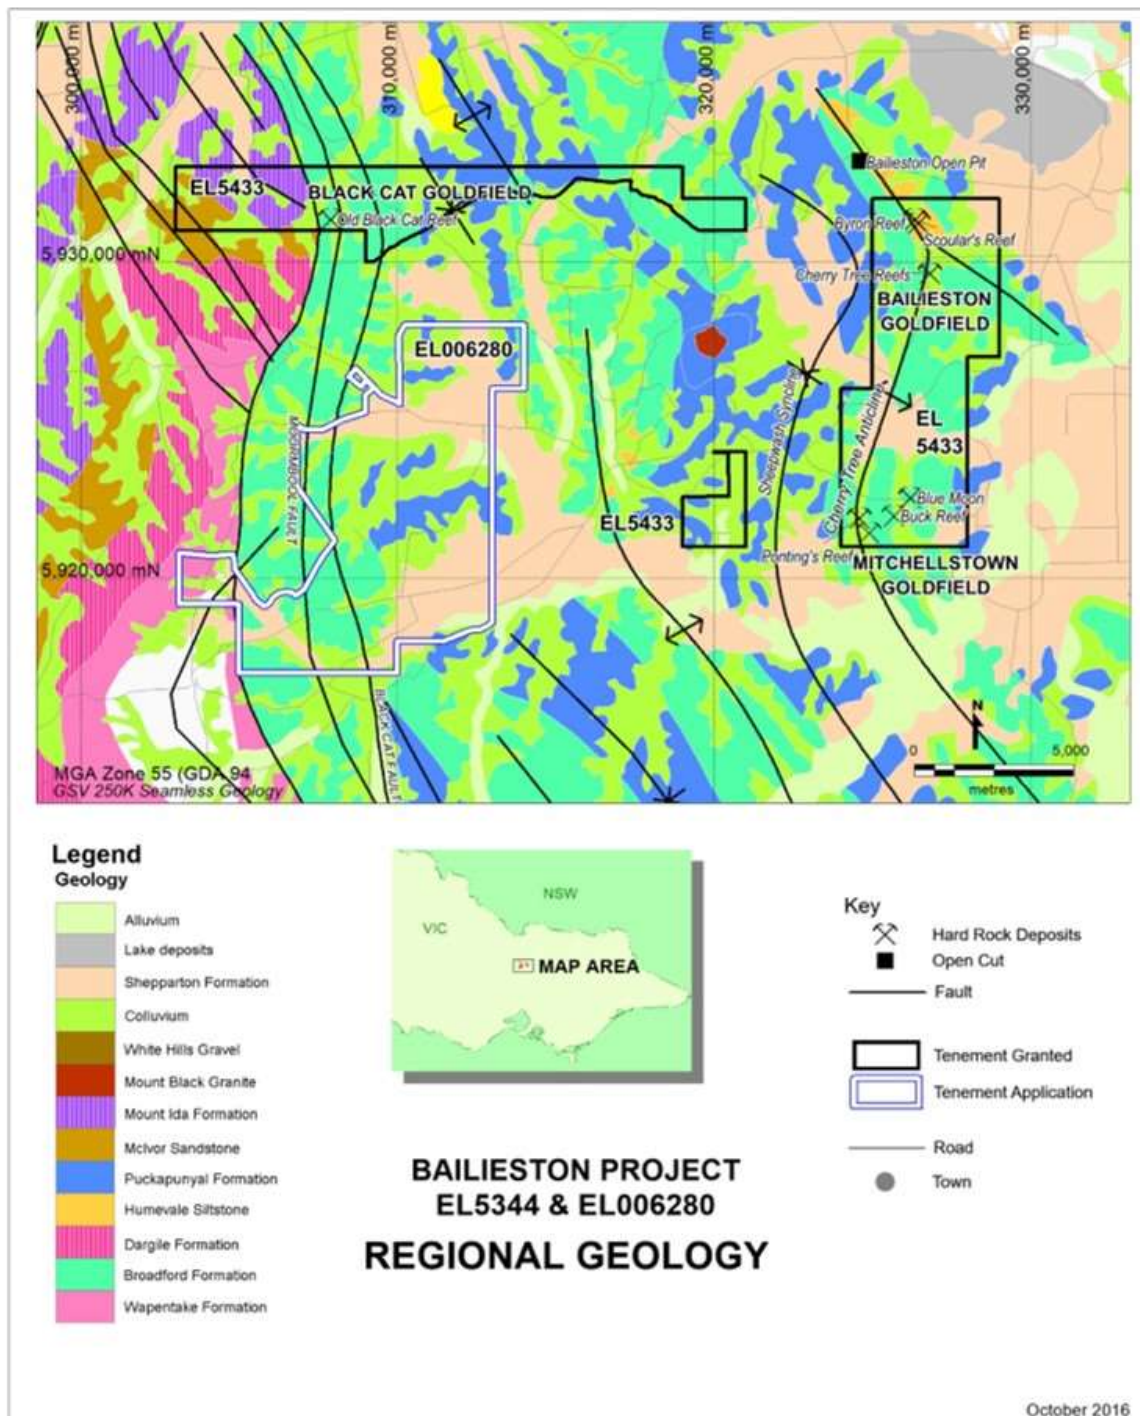 300,000 m
310,000 m
320,000 m
330,000 m
Bailieston Open Pit
EL5433
BLACK CAT GOLDFIELD
Old Black Cat Reef
Byron Reef
Scoular's Reef
5,930,000 mN
Cherry Tree Reefs
BAILIESTON
GOLDFIELD
EL006280
Sheepwash Syncline
Cherry Tree Anticline
EL
5433
MOORMBOOL FAULT
Blue Moon
Buck Reef
EL5433
Ponting's Reef
MITCHELLSTOWN
GOLDFIELD
5,920,000 mN
BLACK CAT FAULT
N
0
5,000
metres
MGA Zone 55 (GDA 94
GSV 250K Seamless Geology
Legend
Geology
Alluvium
Lake deposits
Shepparton Formation
Colluvium
White Hills Gravel
Mount Black Granite
Mount Ida Formation
McIvor Sandstone
Puckapunyal Formation
Humevale Siltstone
Dargile Formation
Broadford Formation
Wapentake Formation
NSW
VIC
MAP AREA
Key
Hard Rock Deposits
Open Cut
Fault
Tenement Granted
Tenement Application
Road
Town
BAILIESTON PROJECT
EL5344 & EL006280
REGIONAL GEOLOGY
October 2016